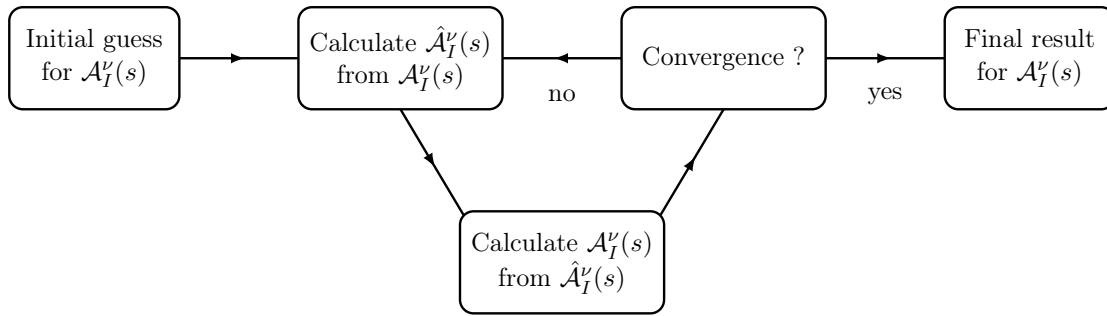 Initial guess
for 𝒜_I^ν(s)
Calculate 𝒜̂_I^ν(s)
from 𝒜_I^ν(s)
no
Convergence ?
yes
Final result
for 𝒜_I^ν(s)
Calculate 𝒜_I^ν(s)
from 𝒜̂_I^ν(s)